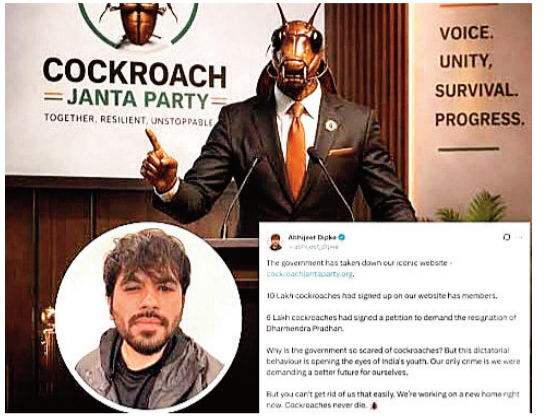 COCKROACH
JANTA PARTY
TOGETHER, RESILIENT, UNSTOPPABLE
VOICE.
UNITY,
SURVIVAL.
PROGRESS.
Abhijeet Dipke
The government has taken down our iconic website -
cockroachjantaparty.org.
10 Lakh cockroaches had signed up on our website has members.
6 Lakh cockroaches had signed a petition to demand the resignation of
Dharmendra Pradhan.
Why is the government so scared of cockroaches? But this dictatorial
behaviour is opening the eyes of India's youth. Our only crime is we were
demanding a better future for ourselves.
But you can't get rid of us that easily. We're working on a new home right
now. Cockroaches never die.